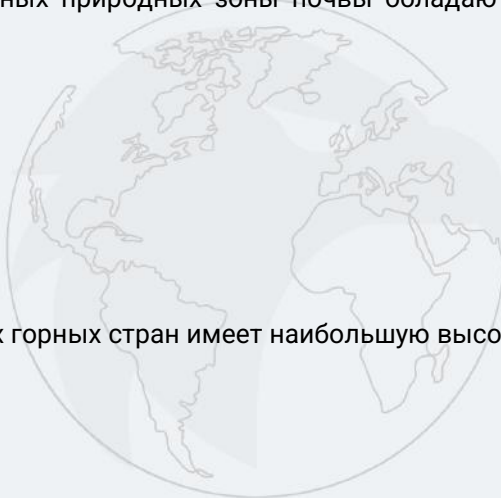 ных природных зоны почвы обладаю
х горных стран имеет наибольшую высо